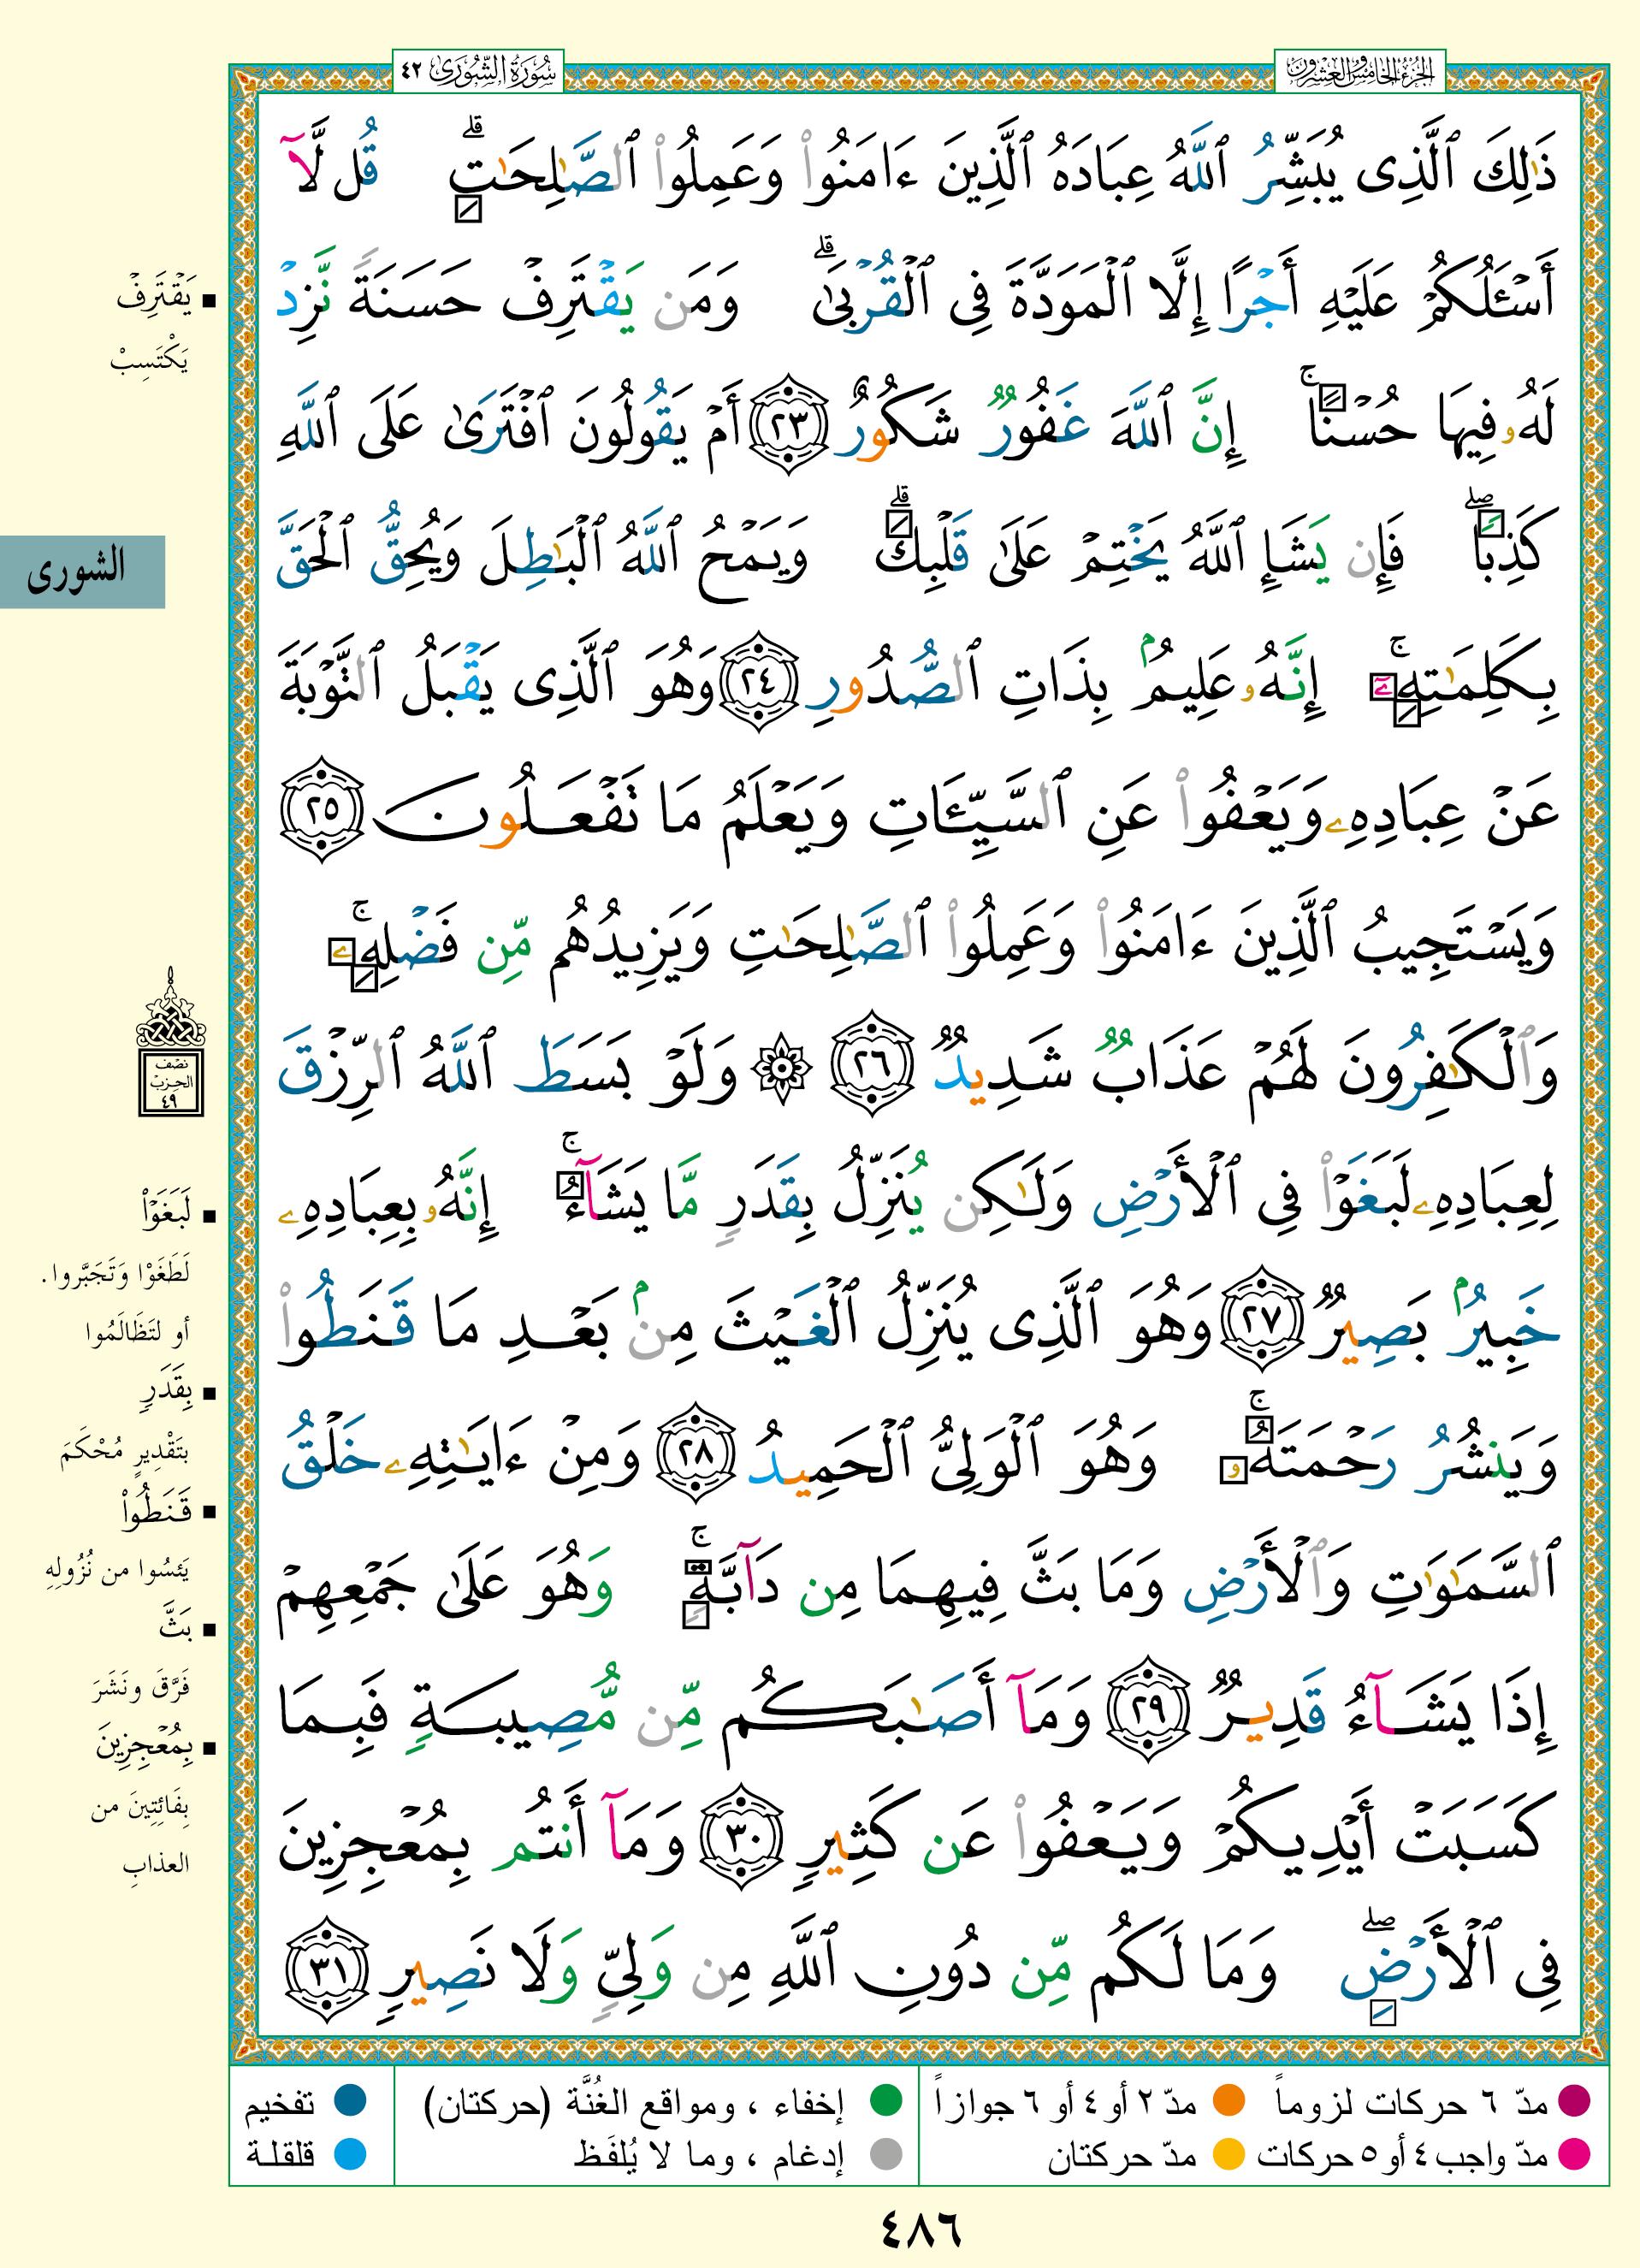 الجزء الخامس والعشرون
سُورَةُ الشُّورَىٰ ٤٢
ذَٰلِكَ ٱلَّذِى يُبَشِّرُ ٱللَّهُ عِبَادَهُ ٱلَّذِينَ ءَامَنُوا۟ وَعَمِلُوا۟ ٱلصَّٰلِحَٰتِ ۗ قُل لَّآ
أَسْـَٔلُكُمْ عَلَيْهِ أَجْرًا إِلَّا ٱلْمَوَدَّةَ فِى ٱلْقُرْبَىٰ ۗ وَمَن يَقْتَرِفْ حَسَنَةً نَّزِدْ
لَهُۥ فِيهَا حُسْنًا ۚ إِنَّ ٱللَّهَ غَفُورٌ شَكُورٌ ٢٣ أَمْ يَقُولُونَ ٱفْتَرَىٰ عَلَى ٱللَّهِ
كَذِبًا ۖ فَإِن يَشَإِ ٱللَّهُ يَخْتِمْ عَلَىٰ قَلْبِكَ ۗ وَيَمْحُ ٱللَّهُ ٱلْبَٰطِلَ وَيُحِقُّ ٱلْحَقَّ
بِكَلِمَٰتِهِۦٓ ۚ إِنَّهُۥ عَلِيمٌۢ بِذَاتِ ٱلصُّدُورِ ٢٤ وَهُوَ ٱلَّذِى يَقْبَلُ ٱلتَّوْبَةَ
عَنْ عِبَادِهِۦ وَيَعْفُوا۟ عَنِ ٱلسَّيِّـَٔاتِ وَيَعْلَمُ مَا تَفْعَلُونَ ٢٥
وَيَسْتَجِيبُ ٱلَّذِينَ ءَامَنُوا۟ وَعَمِلُوا۟ ٱلصَّٰلِحَٰتِ وَيَزِيدُهُم مِّن فَضْلِهِۦ ۚ
وَٱلْكَٰفِرُونَ لَهُمْ عَذَابٌ شَدِيدٌ ٢٦ ۞ وَلَوْ بَسَطَ ٱللَّهُ ٱلرِّزْقَ
لِعِبَادِهِۦ لَبَغَوْا۟ فِى ٱلْأَرْضِ وَلَٰكِن يُنَزِّلُ بِقَدَرٍ مَّا يَشَآءُ ۚ إِنَّهُۥ بِعِبَادِهِۦ
خَبِيرٌۢ بَصِيرٌ ٢٧ وَهُوَ ٱلَّذِى يُنَزِّلُ ٱلْغَيْثَ مِنۢ بَعْدِ مَا قَنَطُوا۟
وَيَنشُرُ رَحْمَتَهُۥ ۚ وَهُوَ ٱلْوَلِىُّ ٱلْحَمِيدُ ٢٨ وَمِنْ ءَايَٰتِهِۦ خَلْقُ
ٱلسَّمَٰوَٰتِ وَٱلْأَرْضِ وَمَا بَثَّ فِيهِمَا مِن دَآبَّةٍ ۚ وَهُوَ عَلَىٰ جَمْعِهِمْ
إِذَا يَشَآءُ قَدِيرٌ ٢٩ وَمَآ أَصَٰبَكُم مِّن مُّصِيبَةٍ فَبِمَا
كَسَبَتْ أَيْدِيكُمْ وَيَعْفُوا۟ عَن كَثِيرٍ ٣٠ وَمَآ أَنتُم بِمُعْجِزِينَ
فِى ٱلْأَرْضِ ۖ وَمَا لَكُم مِّن دُونِ ٱللَّهِ مِن وَلِىٍّ وَلَا نَصِيرٍ ٣١
يَقْتَرِفْ
يَكْتَسِبْ
الشورى
نصف
الحزب
٤٩
لَبَغَوْا۟
لَطَغَوْا وَتَجَبَّروا.
أو لتَظَالَمُوا
بِقَدَرٍ
بتَقْدِيرٍ مُحْكَمَ
قَنَطُوا۟
يَئسُوا من نُزُولِهِ
بَثَّ
فَرَّقَ ونَشَرَ
بِمُعْجِزِينَ
بِفَائِتِينَ من
العذابِ
مدّ ٦ حركات لزوماً
مدّ ٢ أو ٤ أو ٦ جوازاً
إخفاء ، ومواقع الغُنَّة (حركتان)
تفخيم
مدّ واجب ٤ أو ٥ حركات
مدّ حركتان
إدغام ، وما لا يُلفَظ
قلقلة
٤٨٦